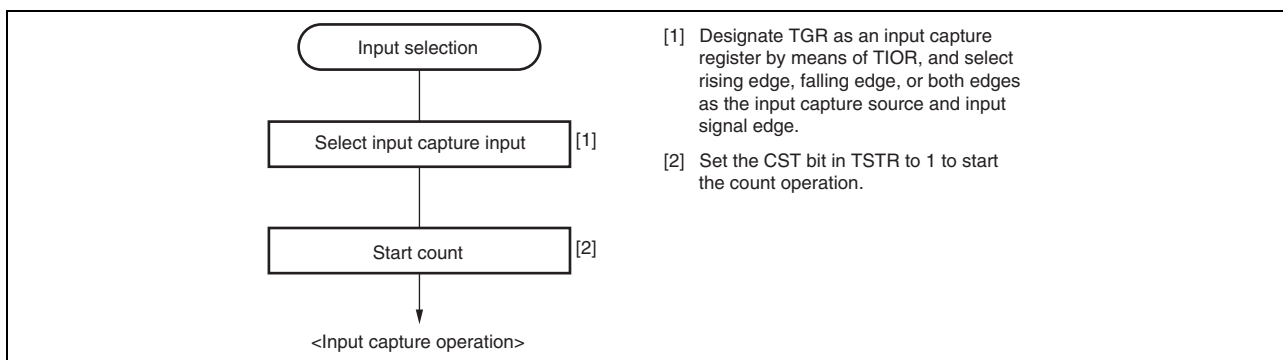 Input selection
Select input capture input
[1]
Start count
[2]
<Input capture operation>
[1] Designate TGR as an input capture
register by means of TIOR, and select
rising edge, falling edge, or both edges
as the input capture source and input
signal edge.
[2] Set the CST bit in TSTR to 1 to start
the count operation.